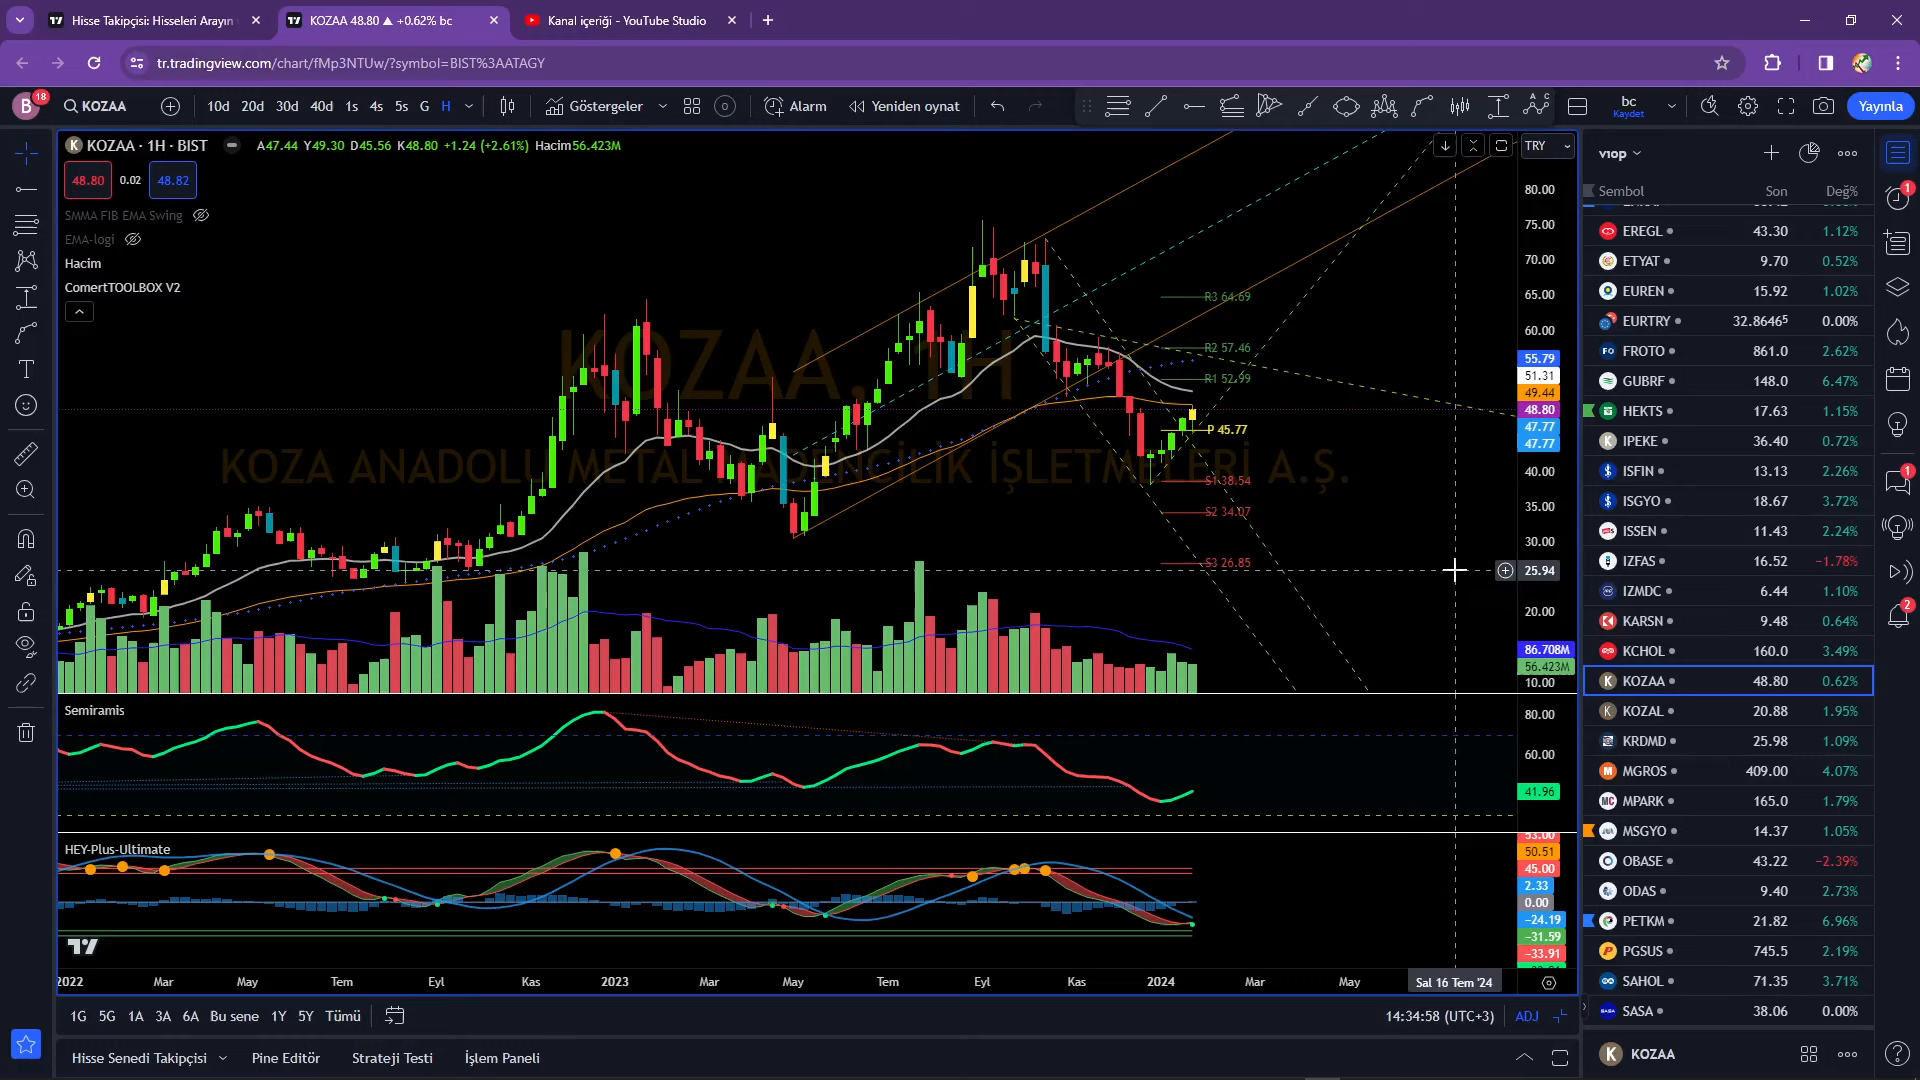 Hisse Takipçisi: Hisseleri Arayın
KOZAA 48.80 ▲ +0.62% bc
Kanal içeriği - YouTube Studio
tr.tradingview.com/chart/fMp3NTUw/?symbol=BIST%3AATAGY
B 18 KOZAA 10d 20d 30d 40d 1s 4s 5s G H Göstergeler Alarm Yeniden oynat bc Kaydet Yayınla
KOZAA · 1H · BIST A47.44 Y49.30 D45.56 K48.80 +1.24 (+2.61%) Hacim56.423M
48.80 0.02 48.82
SMMA FIB EMA Swing
EMA-logi
Hacim
ComertTOOLBOX V2
KOZAA, 1H
KOZA ANADOLU METAL MADENCİLİK İŞLETMELERİ A.Ş.
R3 64.69
R2 57.46
R1 52.99
P 45.77
S1 38.54
S2 34.07
S3 26.85
TRY
80.00
75.00
70.00
65.00
60.00
55.79
51.31
49.44
48.80
47.77
47.77
40.00
35.00
30.00
25.94
20.00
86.708M
56.423M
10.00
Semiramis
80.00
60.00
41.96
HEY-Plus-Ultimate
53.00
50.51
45.00
2.33
0.00
−24.19
−31.59
−33.91
2022 Mar May Tem Eyl Kas 2023 Mar May Tem Eyl Kas 2024 Mar May Sal 16 Tem '24
1G 5G 1A 3A 6A Bu sene 1Y 5Y Tümü 14:34:58 (UTC+3) ADJ
Hisse Senedi Takipçisi Pine Editör Strateji Testi İşlem Paneli
vıop
Sembol Son Değ%
EREGL 43.30 1.12%
ETYAT 9.70 0.52%
EUREN 15.92 1.02%
EURTRY 32.8646⁵ 0.00%
FROTO 861.0 2.62%
GUBRF 148.0 6.47%
HEKTS 17.63 1.15%
IPEKE 36.40 0.72%
ISFIN 13.13 2.26%
ISGYO 18.67 3.72%
ISSEN 11.43 2.24%
IZFAS 16.52 −1.78%
IZMDC 6.44 1.10%
KARSN 9.48 0.64%
KCHOL 160.0 3.49%
KOZAA 48.80 0.62%
KOZAL 20.88 1.95%
KRDMD 25.98 1.09%
MGROS 409.00 4.07%
MPARK 165.0 1.79%
MSGYO 14.37 1.05%
OBASE 43.22 −2.39%
ODAS 9.40 2.73%
PETKM 21.82 6.96%
PGSUS 745.5 2.19%
SAHOL 71.35 3.71%
SASA 38.06 0.00%
KOZAA
1
1
2